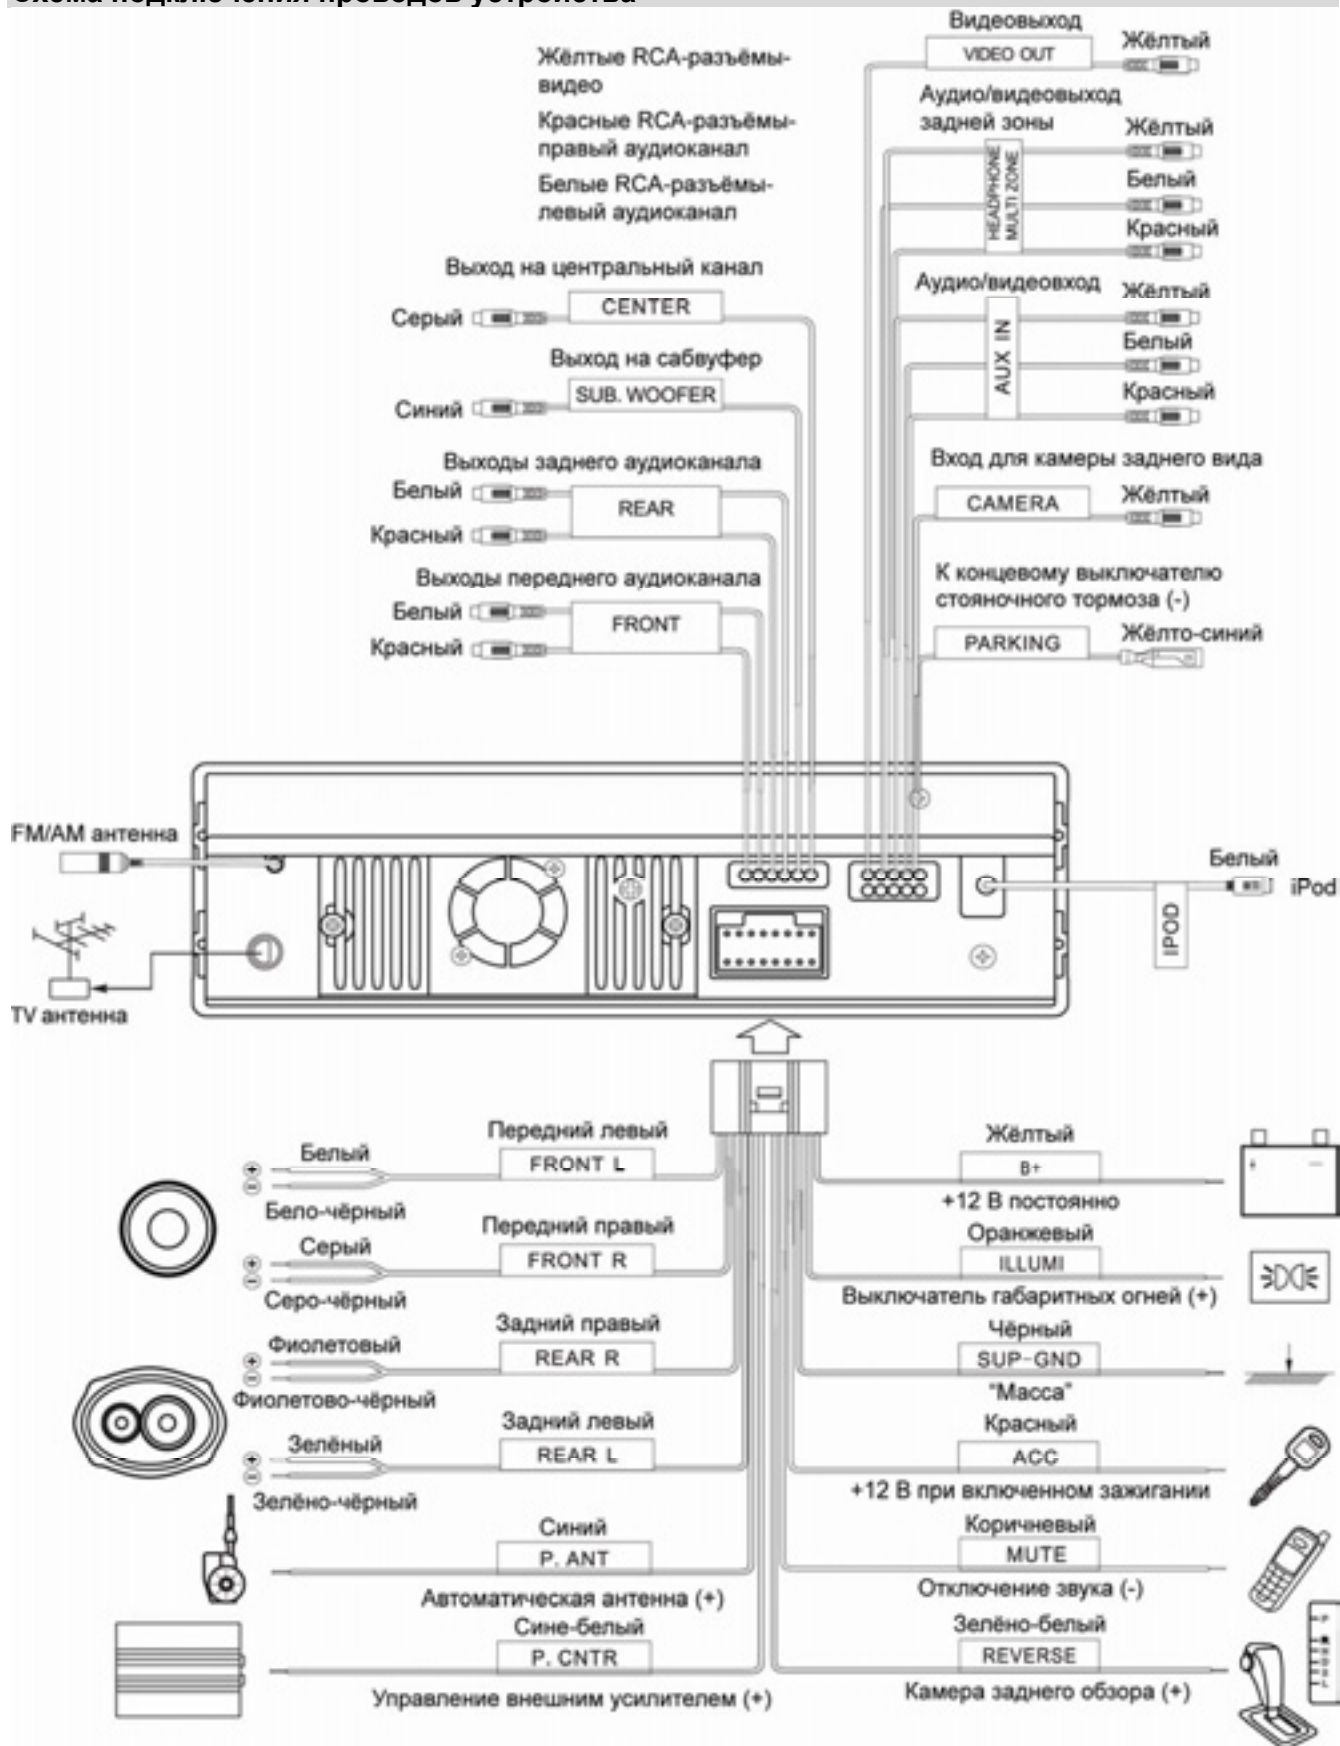 Схема подключения проводов устройства
Видеовыход
VIDEO OUT
Жёлтый
Жёлтые RCA-разъёмы-
видео
Красные RCA-разъёмы-
правый аудиоканал
Белые RCA-разъёмы-
левый аудиоканал
Аудио/видеовыход
задней зоны
HEADPHONE
MULTI ZONE
Жёлтый
Белый
Красный
Выход на центральный канал
Серый
CENTER
Аудио/видеовход
AUX IN
Жёлтый
Белый
Красный
Выход на сабвуфер
Синий
SUB. WOOFER
Выходы заднего аудиоканала
Белый
REAR
Красный
Вход для камеры заднего вида
CAMERA
Жёлтый
Выходы переднего аудиоканала
Белый
FRONT
Красный
К концевому выключателю
стояночного тормоза (-)
PARKING
Жёлто-синий
FM/AM антенна
TV антенна
Белый
iPod
IPOD
Передний левый
Белый
FRONT L
Бело-чёрный
Передний правый
Серый
FRONT R
Серо-чёрный
Задний правый
Фиолетовый
REAR R
Фиолетово-чёрный
Задний левый
Зелёный
REAR L
Зелёно-чёрный
Синий
P. ANT
Автоматическая антенна (+)
Сине-белый
P. CNTR
Управление внешним усилителем (+)
Жёлтый
B+
+12 В постоянно
Оранжевый
ILLUMI
Выключатель габаритных огней (+)
Чёрный
SUP-GND
"Масса"
Красный
ACC
+12 В при включенном зажигании
Коричневый
MUTE
Отключение звука (-)
Зелёно-белый
REVERSE
Камера заднего обзора (+)